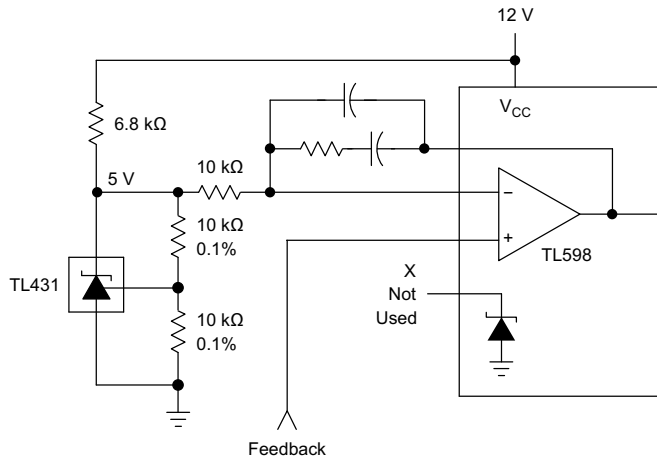 12 V
V_CC
6.8 kΩ
5 V
10 kΩ
10 kΩ
0.1%
−
+
TL598
TL431
X
Not
Used
10 kΩ
0.1%
Feedback